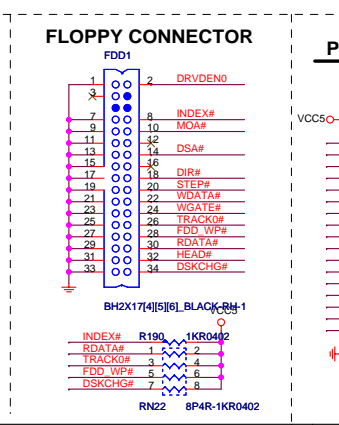 FLOPPY CONNECTOR
P
FDD1
1 2 DRVDEN0
3
7 8 INDEX#
9 10 MOA#
11 12
13 14 DSA#
15 16
17 18 DIR#
19 20 STEP#
21 22 WDATA#
23 24 WGATE#
25 26 TRACK0#
27 28 FDD_WP#
29 30 RDATA#
31 32 HEAD#
33 34 DSKCHG#
VCC5
BH2X17[4][5][6]_BLACK-RH-1
VCC5
INDEX# R190 1KR0402
RDATA# 1 2
TRACK0# 3 4
FDD_WP# 5 6
DSKCHG# 7 8
RN22 8P4R-1KR0402